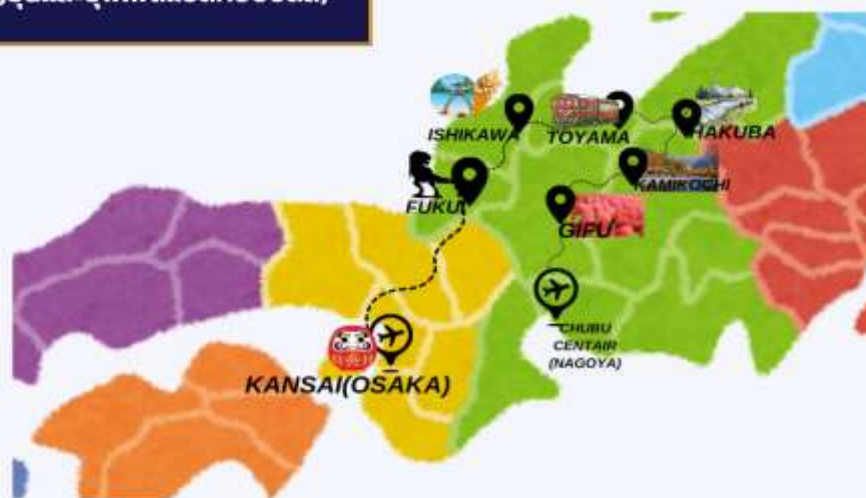 ISHIKAWA
TOYAMA
HAKUBA
KAMIKOCHI
FUKUI
GIFU
CHUBU
CENTAIR
(NAGOYA)
KANSAI(OSAKA)